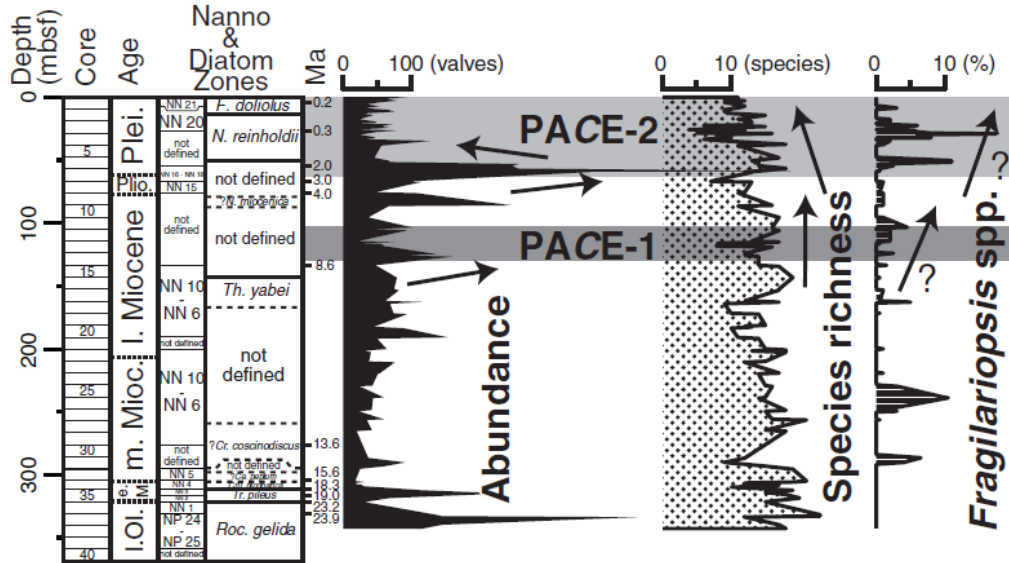 Depth
(mbsf)
Core
Age
Nanno
&
Diatom
Zones
Ma
0
100 (valves)
0
10 (species)
0
10 (%)
0
100
200
300
5
10
15
20
25
30
35
40
Plei.
Plio.
l. Miocene
m. Mioc.
e.
M
l.Ol.
NN 21
NN 20
not
defined
NN 16 - NN 18
NN 15
not
defined
NN 10
-
NN 6
not defined
NN 10
-
NN 6
not
defined
NN 5
NN 4
NN 1
NP 24
-
NP 25
not defined
F. doliolus
N. reinholdii
not defined
?N. miocenica
not defined
Th. yabei
not
defined
?Cr. coscinodiscus
not defined
Tr. pileus
Roc. gelida
0.2
0.3
2.0
3.0
4.0
8.6
13.6
15.6
18.3
19.0
23.2
23.9
PACE-2
PACE-1
Abundance
Species richness
Fragilariopsis spp.
?
?